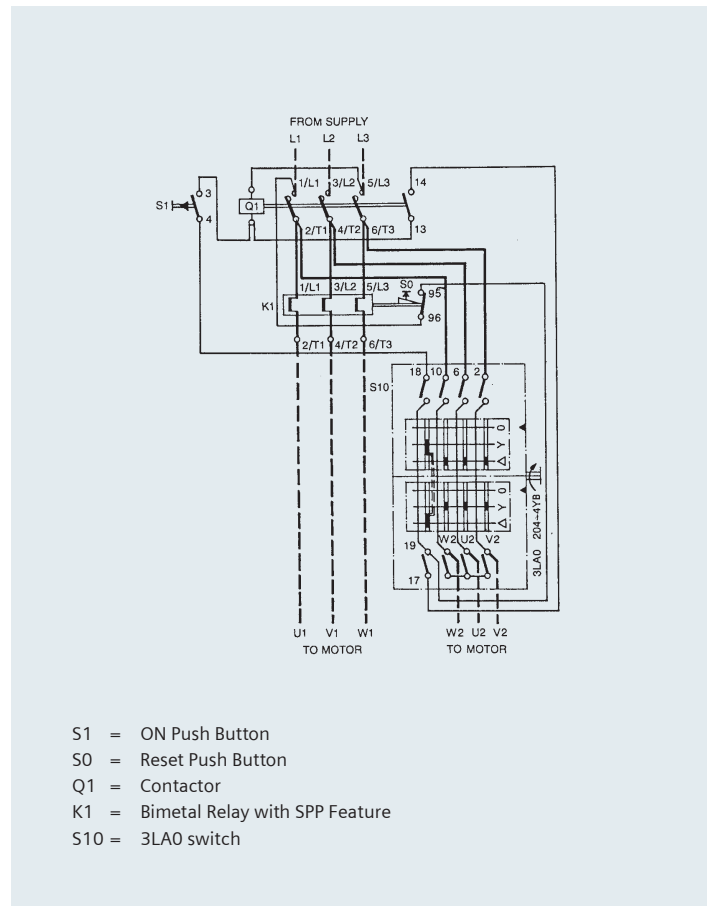 FROM SUPPLY
L1 L2 L3
3 1/L1 3/L2 5/L3 14
S1 Q1
4 13
2/T1 4/T2 6/T3
1/L1 3/L2 5/L3 S0
95
K1
96
2/T1 4/T2 6/T3
18 10 6 2
S10
0
Y
△
0
Y
△
3LA0 204-4YB
W2 U2 V2
19
17
U1 V1 W1 W2 U2 V2
TO MOTOR TO MOTOR
S1 = ON Push Button
S0 = Reset Push Button
Q1 = Contactor
K1 = Bimetal Relay with SPP Feature
S10 = 3LA0 switch